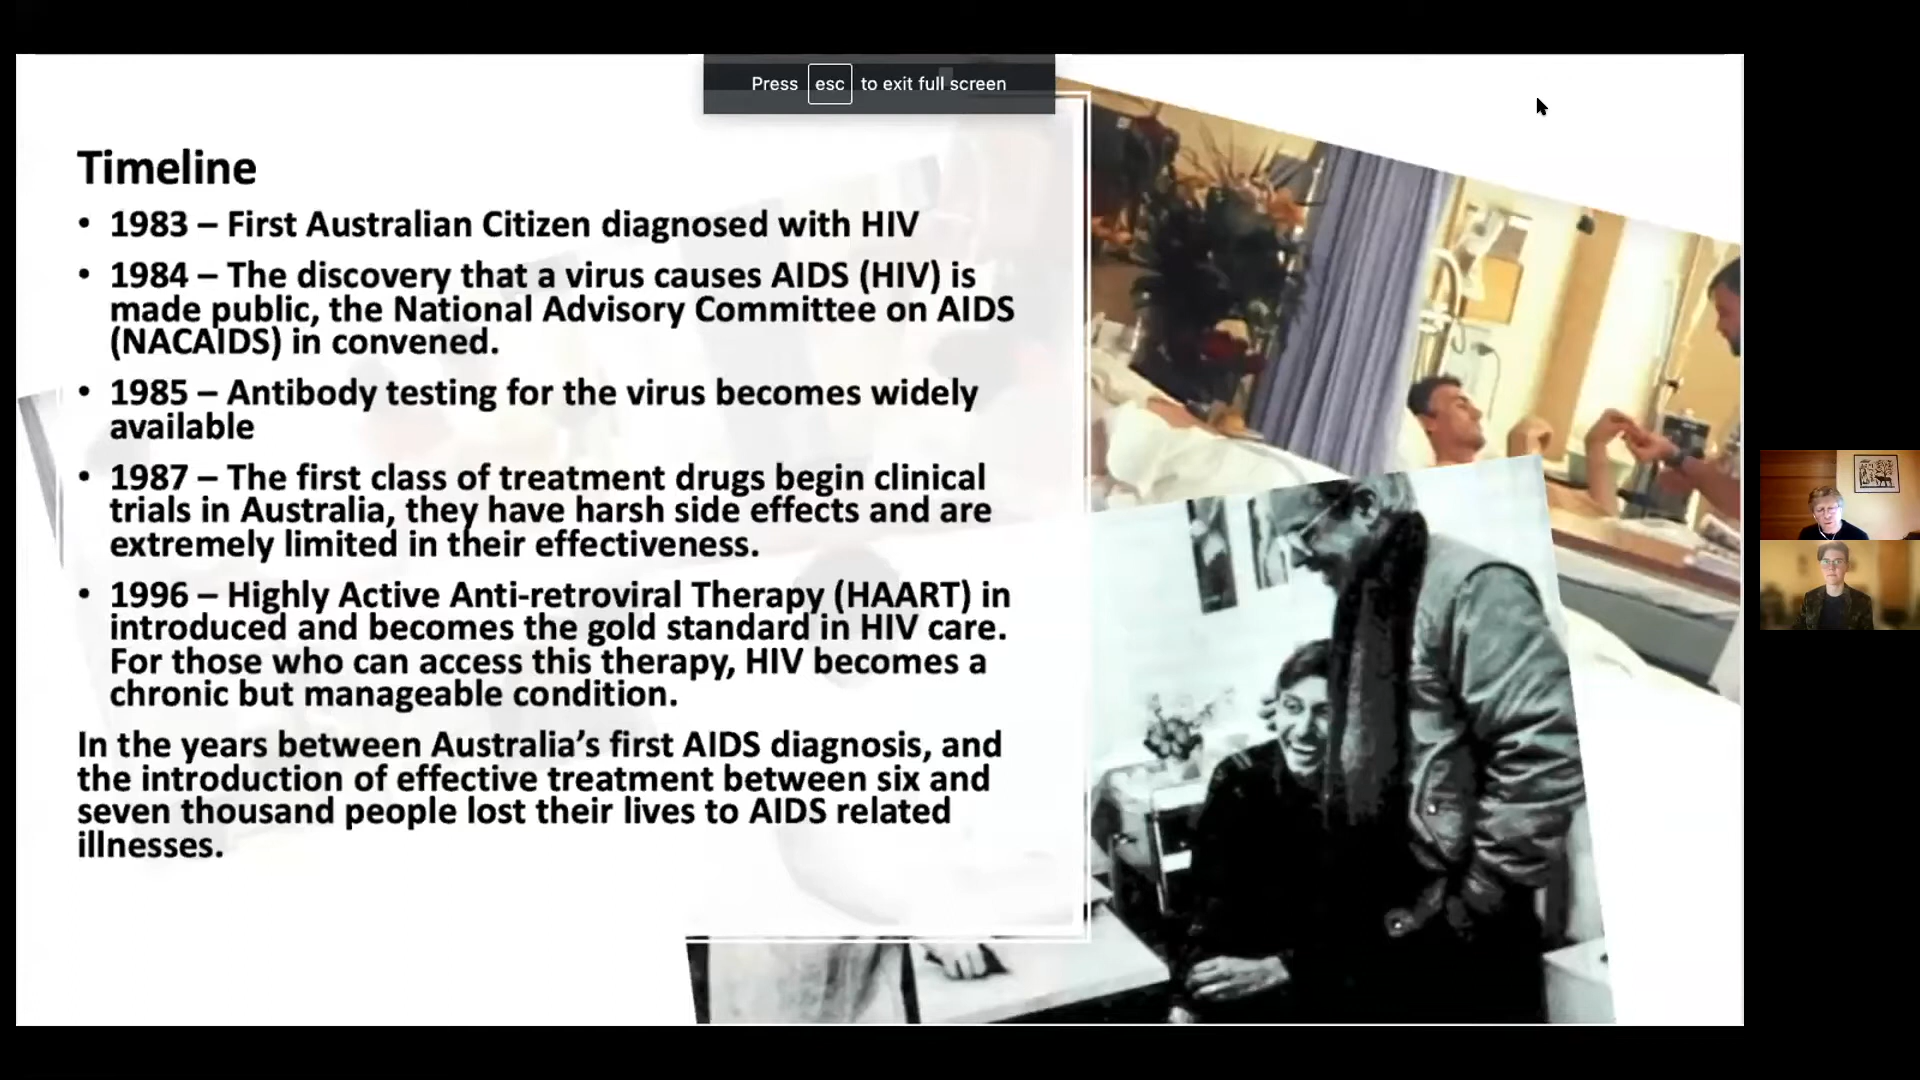 Press esc to exit full screen
Timeline
• 1983 – First Australian Citizen diagnosed with HIV
• 1984 – The discovery that a virus causes AIDS (HIV) is
made public, the National Advisory Committee on AIDS
(NACAIDS) in convened.
• 1985 – Antibody testing for the virus becomes widely
available
• 1987 – The first class of treatment drugs begin clinical
trials in Australia, they have harsh side effects and are
extremely limited in their effectiveness.
• 1996 – Highly Active Anti-retroviral Therapy (HAART) in
introduced and becomes the gold standard in HIV care.
For those who can access this therapy, HIV becomes a
chronic but manageable condition.
In the years between Australia’s first AIDS diagnosis, and
the introduction of effective treatment between six and
seven thousand people lost their lives to AIDS related
illnesses.